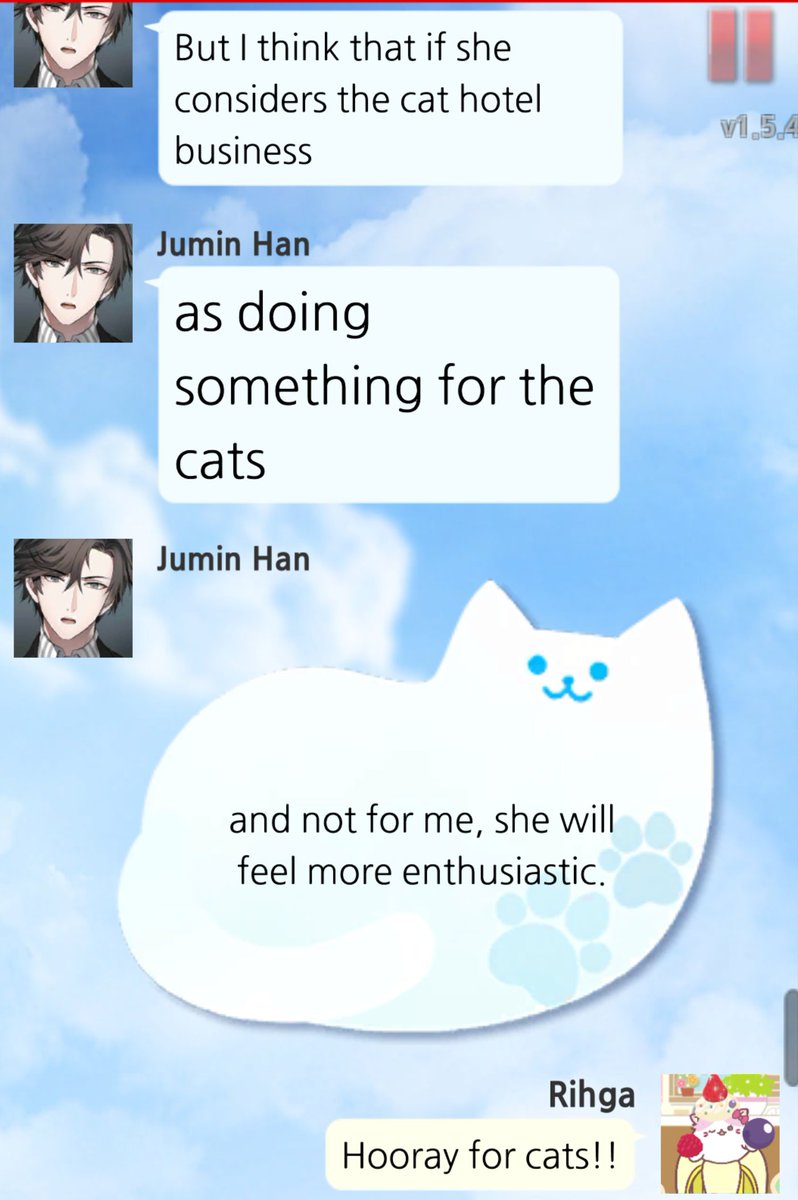 But I think that if she
considers the cat hotel
business
v1.5.4
Jumin Han
as doing
something for the
cats
Jumin Han
and not for me, she will
feel more enthusiastic.
Rihga
Hooray for cats!!